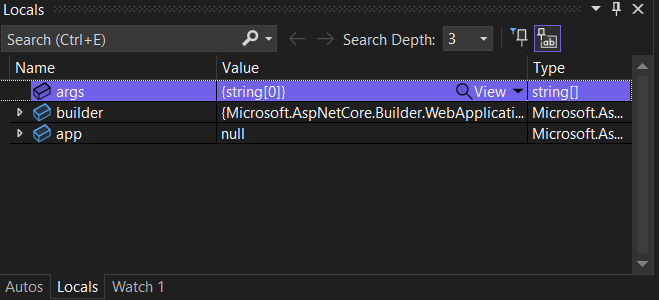 Locals
Search (Ctrl+E) Search Depth: 3
Name Value Type
args {string[0]} View string[]
builder {Microsoft.AspNetCore.Builder.WebApplicati... Microsoft.As...
app null Microsoft.As...
Autos Locals Watch 1